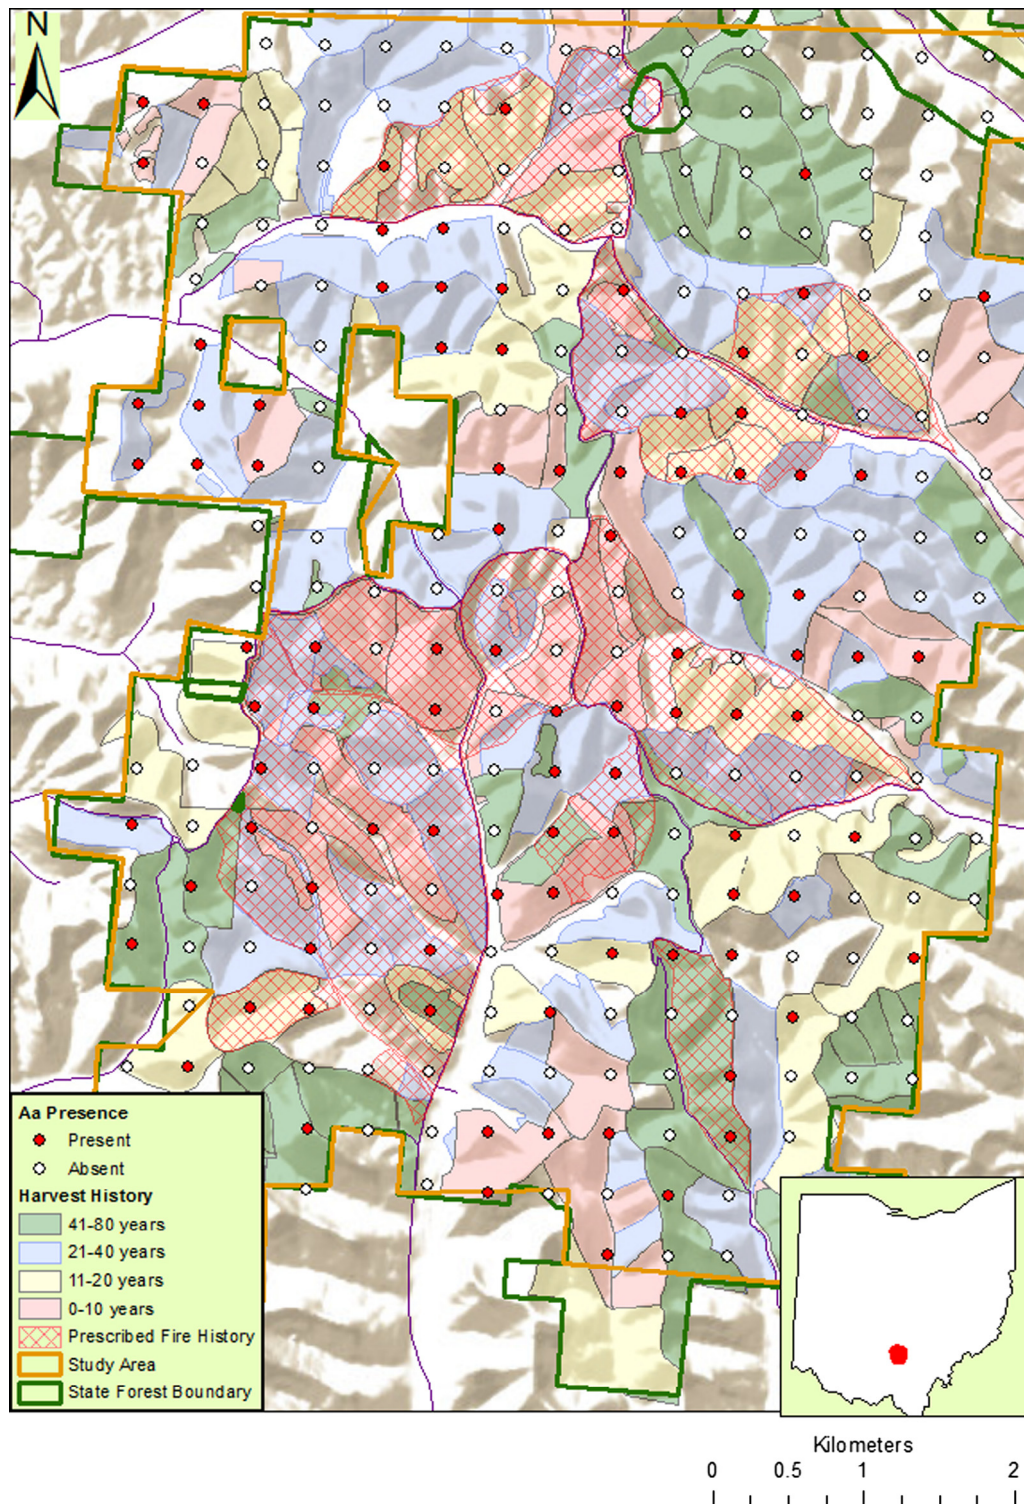 N
Aa Presence
Present
Absent
Harvest History
41-80 years
21-40 years
11-20 years
0-10 years
Prescribed Fire History
Study Area
State Forest Boundary
Kilometers
0 0.5 1 2